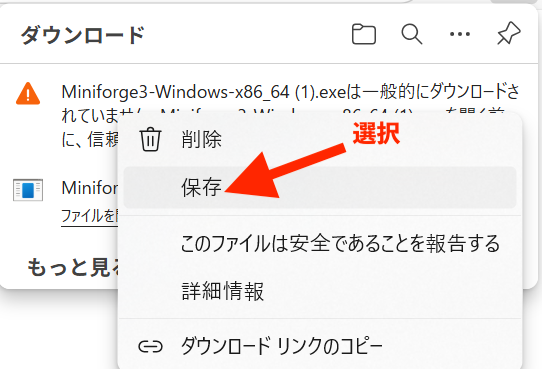 ダウンロード
Miniforge3-Windows-x86_64 (1).exeは一般的にダウンロードさ
れていません
に、信頼
Minifor
ファイルを
もっと見る
削除
選択
保存
このファイルは安全であることを報告する
詳細情報
ダウンロード リンクのコピー